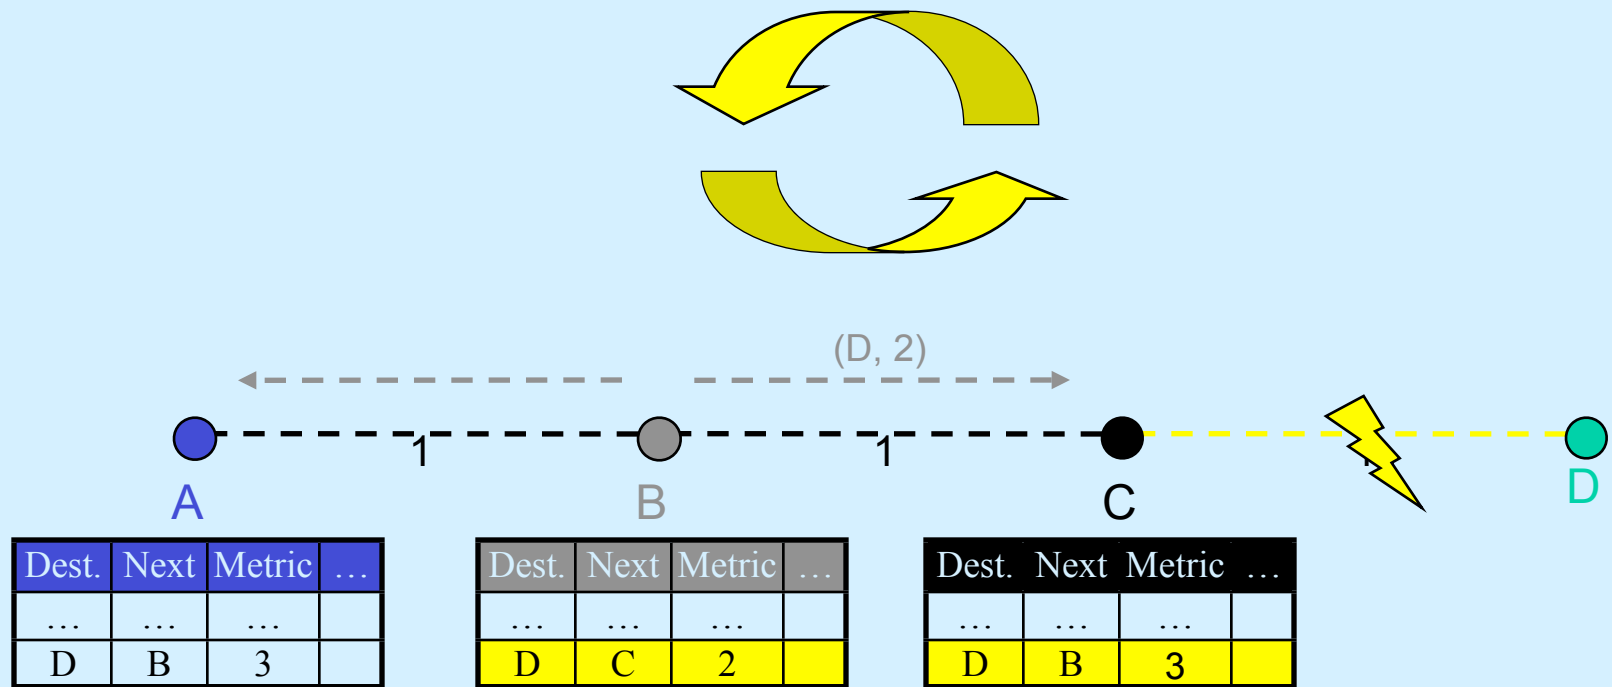 (D, 2)
1 1
A B C D
Dest. Next Metric … Dest. Next Metric … Dest. Next Metric …
… … … … … … … … …
D B 3 D C 2 D B 3